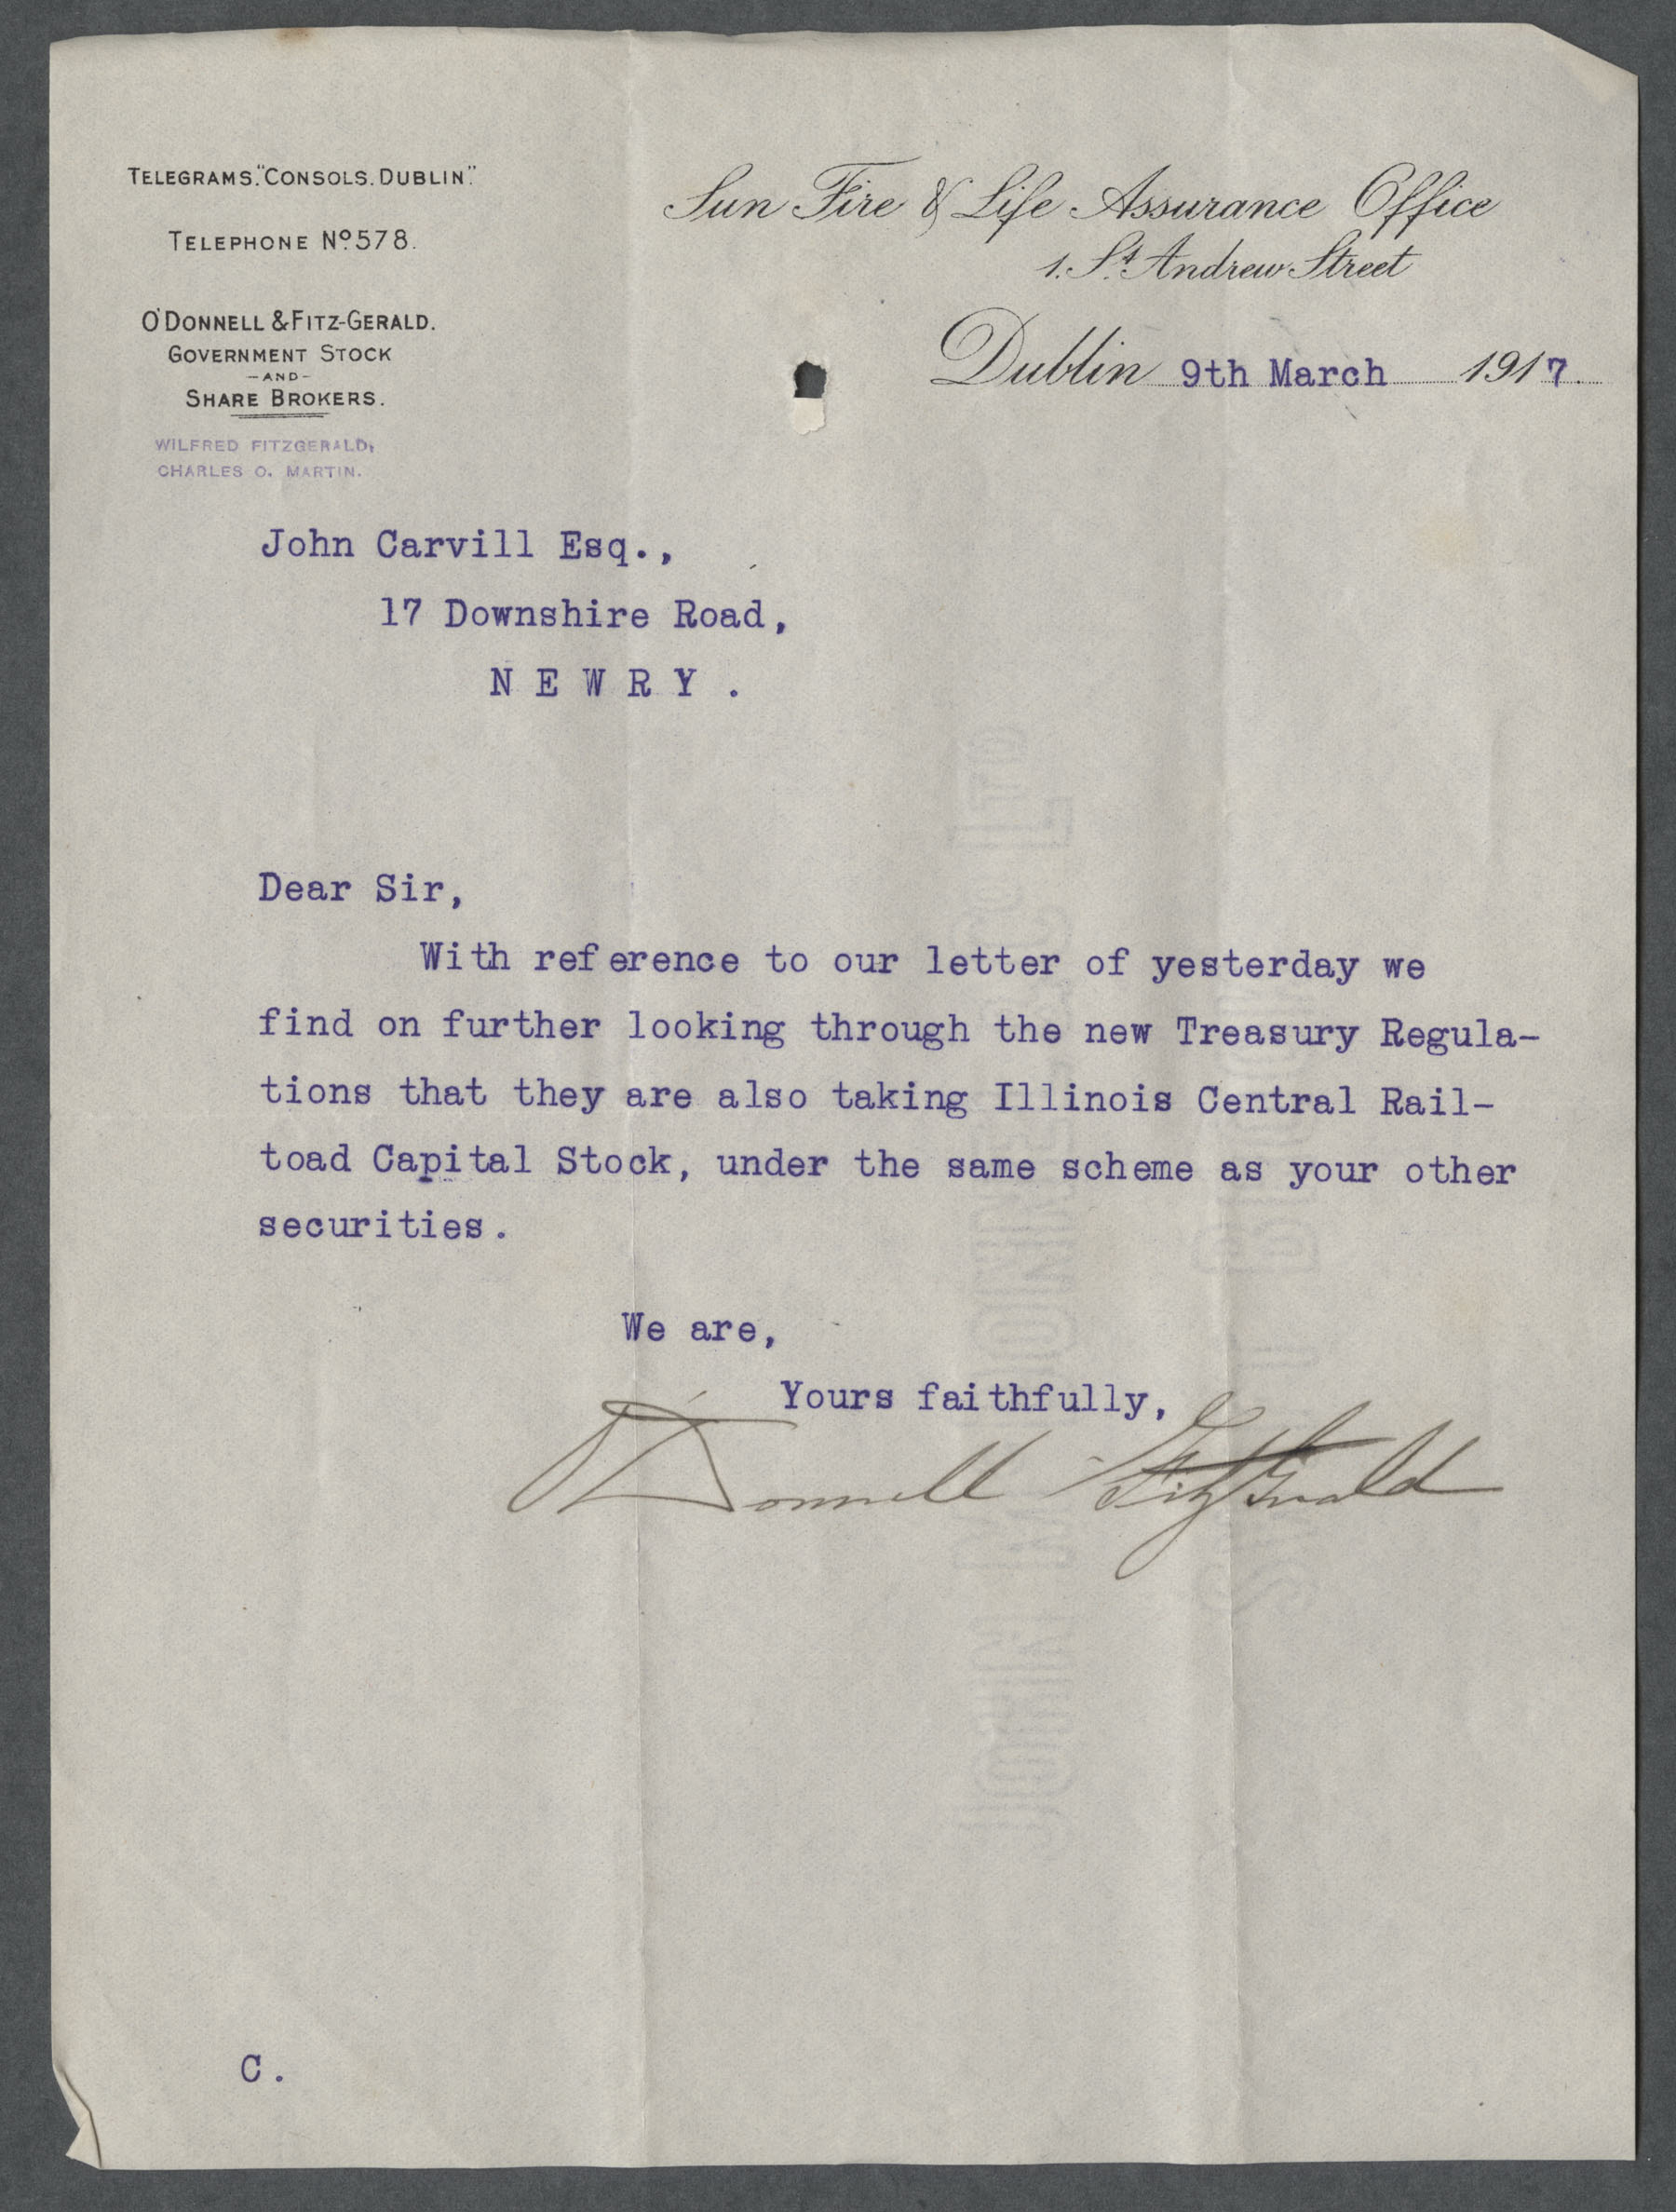 TELEGRAMS. "CONSOLS. DUBLIN."
TELEPHONE No. 578.
O'DONNELL & FITZ-GERALD.
GOVERNMENT STOCK
- AND -
SHARE BROKERS.
WILFRED FITZGERALD,
CHARLES O. MARTIN.
Sun Fire & Life Assurance Office
1. St. Andrew Street
Dublin 9th March 1917.
John Carvill Esq.,
17 Downshire Road,
N E W R Y .
Dear Sir,
With reference to our letter of yesterday we
find on further looking through the new Treasury Regula-
tions that they are also taking Illinois Central Rail-
toad Capital Stock, under the same scheme as your other
securities.
We are,
Yours faithfully,
O'Donnell & FitzGerald
C.